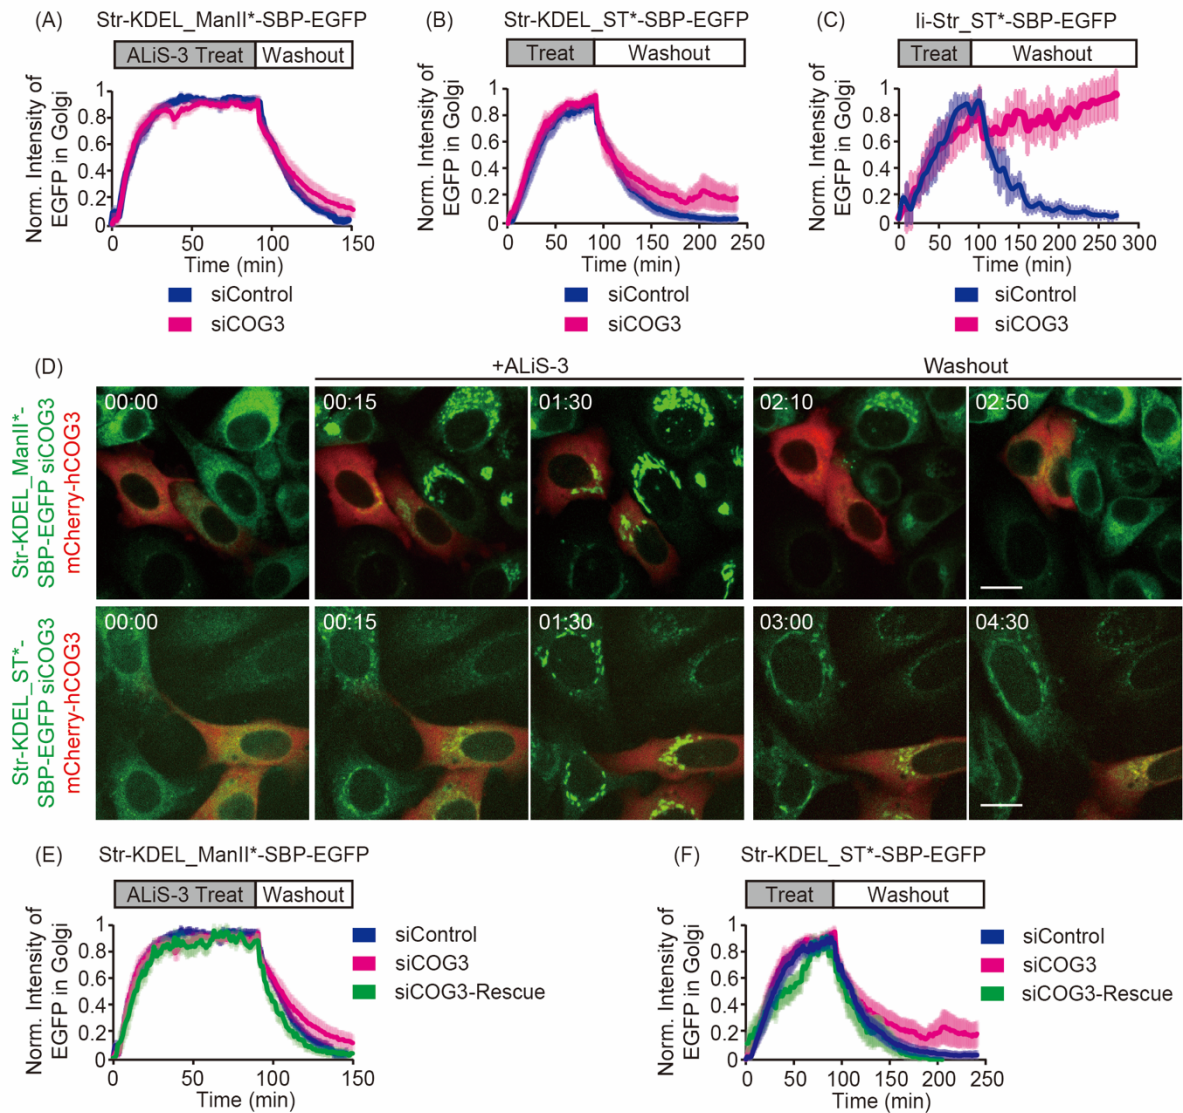 (A) Str-KDEL_ManII*-SBP-EGFP
ALiS-3 Treat Washout
Norm. Intensity of
EGFP in Golgi
1
0.8
0.6
0.4
0.2
0
0 50 100 150
Time (min)
siControl
siCOG3
(B) Str-KDEL_ST*-SBP-EGFP
Treat Washout
Norm. Intensity of
EGFP in Golgi
1
0.8
0.6
0.4
0.2
0
0 50 100 150 200 250
Time (min)
siControl
siCOG3
(C) Ii-Str_ST*-SBP-EGFP
Treat Washout
Norm. Intensity of
EGFP in Golgi
1
0.8
0.6
0.4
0.2
0
0 50 100 150 200 250 300
Time (min)
siControl
siCOG3
(D) +ALiS-3 Washout
Str-KDEL_ManII*-
SBP-EGFP siCOG3
mCherry-hCOG3
00:00 00:15 01:30 02:10 02:50
Str-KDEL_ST*-
SBP-EGFP siCOG3
mCherry-hCOG3
00:00 00:15 01:30 03:00 04:30
(E) Str-KDEL_ManII*-SBP-EGFP
ALiS-3 Treat Washout
Norm. Intensity of
EGFP in Golgi
1
0.8
0.6
0.4
0.2
0
0 50 100 150
Time (min)
siControl
siCOG3
siCOG3-Rescue
(F) Str-KDEL_ST*-SBP-EGFP
Treat Washout
Norm. Intensity of
EGFP in Golgi
1
0.8
0.6
0.4
0.2
0
0 50 100 150 200 250
Time (min)
siControl
siCOG3
siCOG3-Rescue